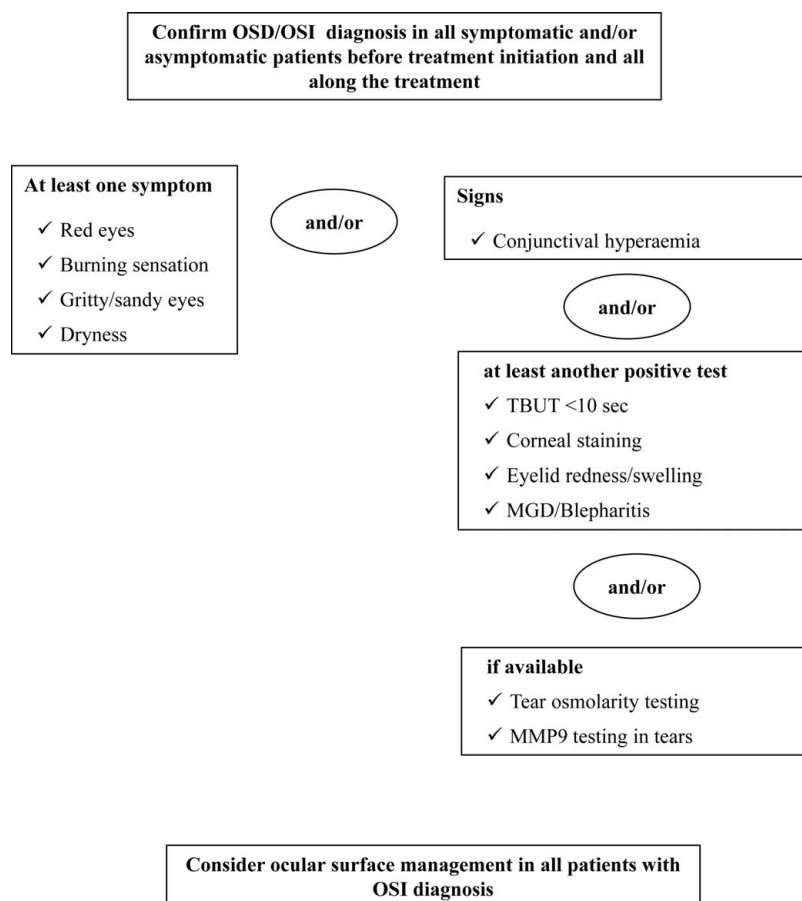 Confirm OSD/OSI diagnosis in all symptomatic and/or
asymptomatic patients before treatment initiation and all
along the treatment
At least one symptom
✓ Red eyes
✓ Burning sensation
✓ Gritty/sandy eyes
✓ Dryness
and/or
Signs
✓ Conjunctival hyperaemia
and/or
at least another positive test
✓ TBUT <10 sec
✓ Corneal staining
✓ Eyelid redness/swelling
✓ MGD/Blepharitis
and/or
if available
✓ Tear osmolarity testing
✓ MMP9 testing in tears
Consider ocular surface management in all patients with
OSI diagnosis